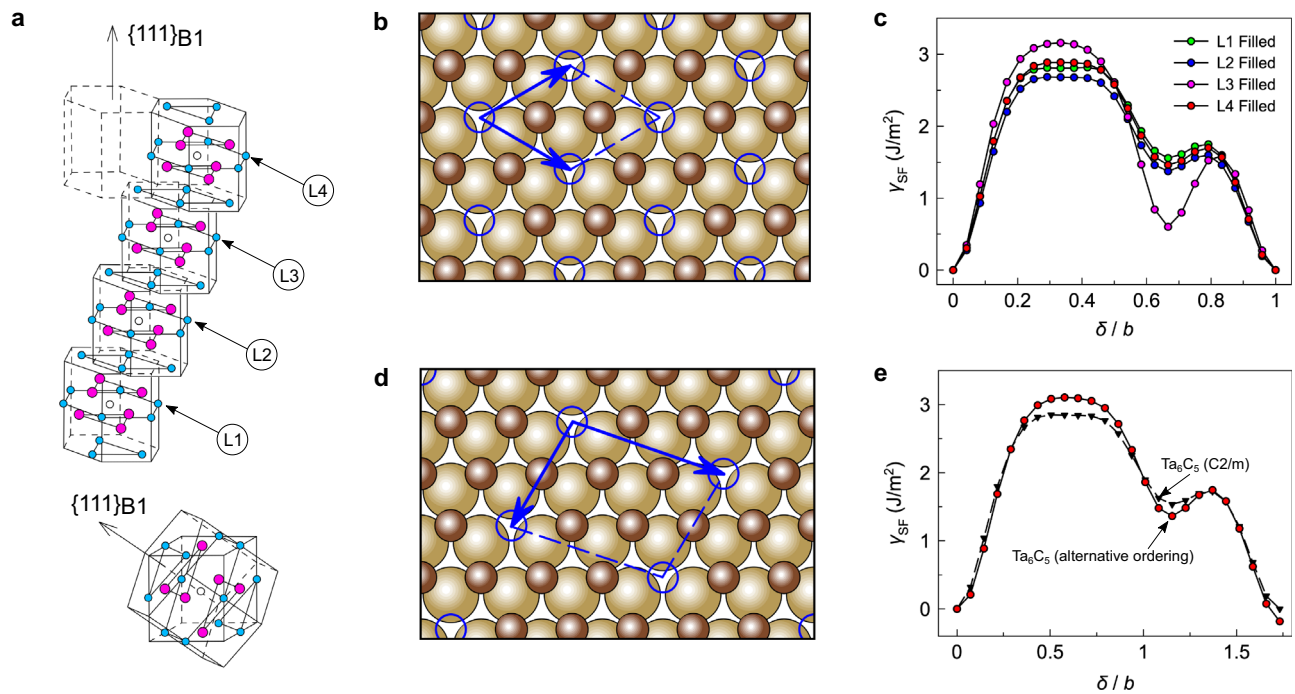 a
{111}B1
L4
L3
L2
L1
{111}B1
b
c
L1 Filled
L2 Filled
L3 Filled
L4 Filled
γSF (J/m²)
3
2
1
0
0
0.2
0.4
0.6
0.8
1
δ / b
d
e
γSF (J/m²)
3
2
1
0
Ta₆C₅ (C2/m)
Ta₆C₅ (alternative ordering)
0
0.5
1
1.5
δ / b